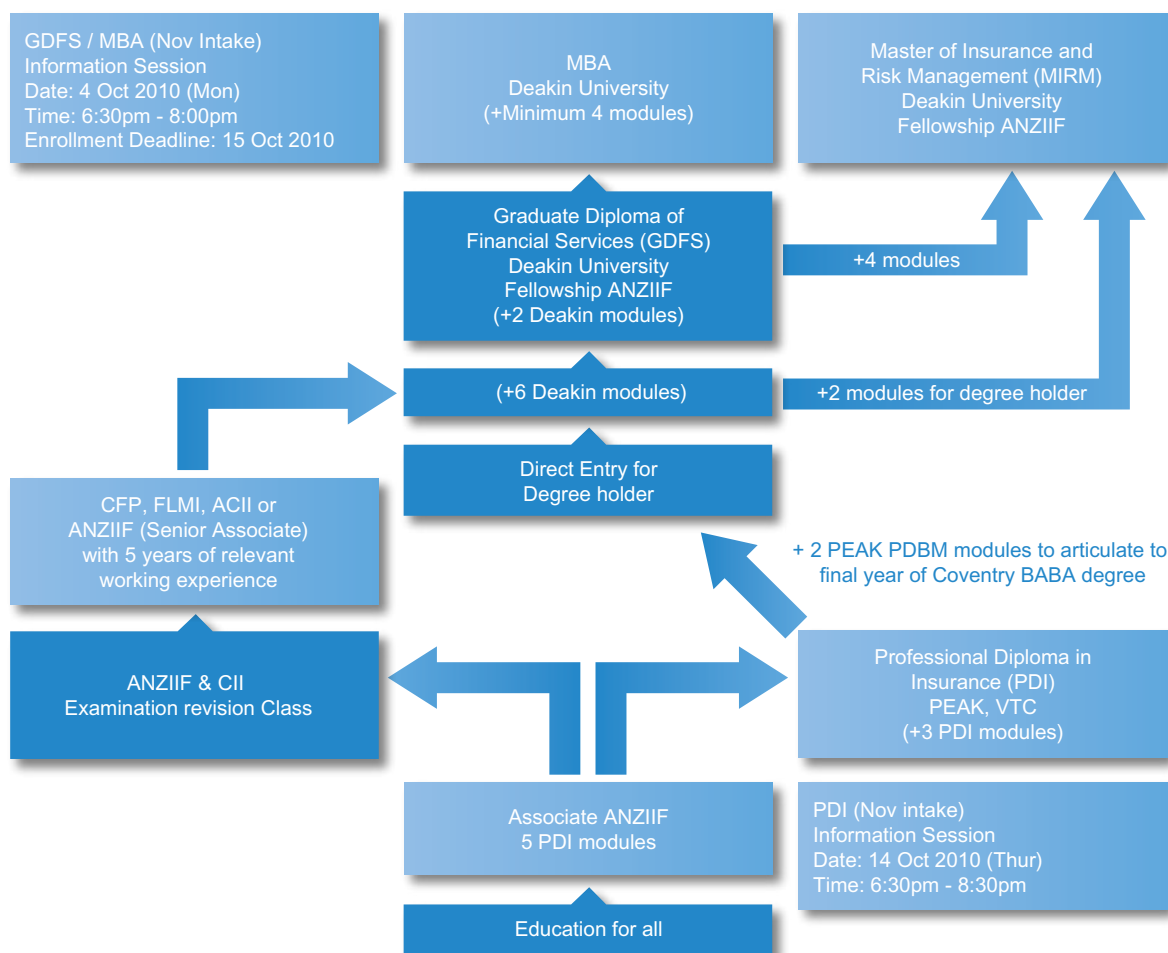 GDFS / MBA (Nov Intake)
Information Session
Date: 4 Oct 2010 (Mon)
Time: 6:30pm - 8:00pm
Enrollment Deadline: 15 Oct 2010
MBA
Deakin University
(+Minimum 4 modules)
Master of Insurance and
Risk Management (MIRM)
Deakin University
Fellowship ANZIIF
Graduate Diploma of
Financial Services (GDFS)
Deakin University
Fellowship ANZIIF
(+2 Deakin modules)
+4 modules
(+6 Deakin modules)
+2 modules for degree holder
Direct Entry for
Degree holder
CFP, FLMI, ACII or
ANZIIF (Senior Associate)
with 5 years of relevant
working experience
+ 2 PEAK PDBM modules to articulate to
final year of Coventry BABA degree
ANZIIF & CII
Examination revision Class
Professional Diploma in
Insurance (PDI)
PEAK, VTC
(+3 PDI modules)
Associate ANZIIF
5 PDI modules
PDI (Nov intake)
Information Session
Date: 14 Oct 2010 (Thur)
Time: 6:30pm - 8:30pm
Education for all